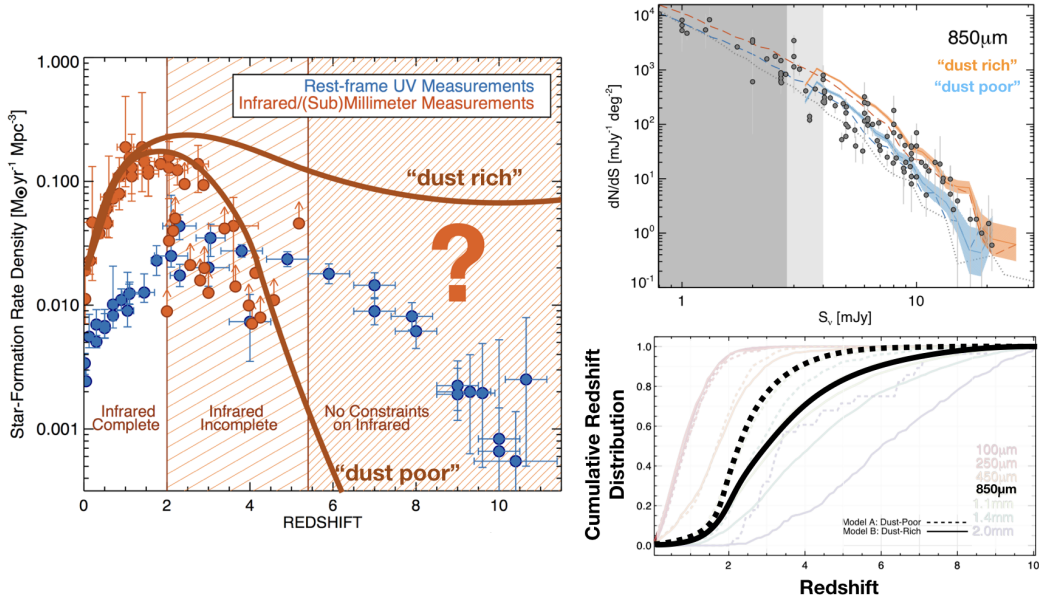 Star-Formation Rate Density [M☉yr⁻¹ Mpc⁻³]
1.000
0.100
0.010
0.001
Rest-frame UV Measurements
Infrared/(Sub)Millimeter Measurements
"dust rich"
?
Infrared
Complete
Infrared
Incomplete
No Constraints
on Infrared
"dust poor"
0
2
4
6
8
10
REDSHIFT
dN/dS [mJy⁻¹ deg⁻²]
10⁴
10³
10²
10¹
10⁰
10⁻¹
850μm
"dust rich"
"dust poor"
1
10
Sᵥ [mJy]
Cumulative Redshift
Distribution
1.0
0.8
0.6
0.4
0.2
0.0
100μm
250μm
450μm
850μm
1.1mm
1.4mm
2.0mm
Model A: Dust-Poor
Model B: Dust-Rich
2
4
6
8
10
Redshift